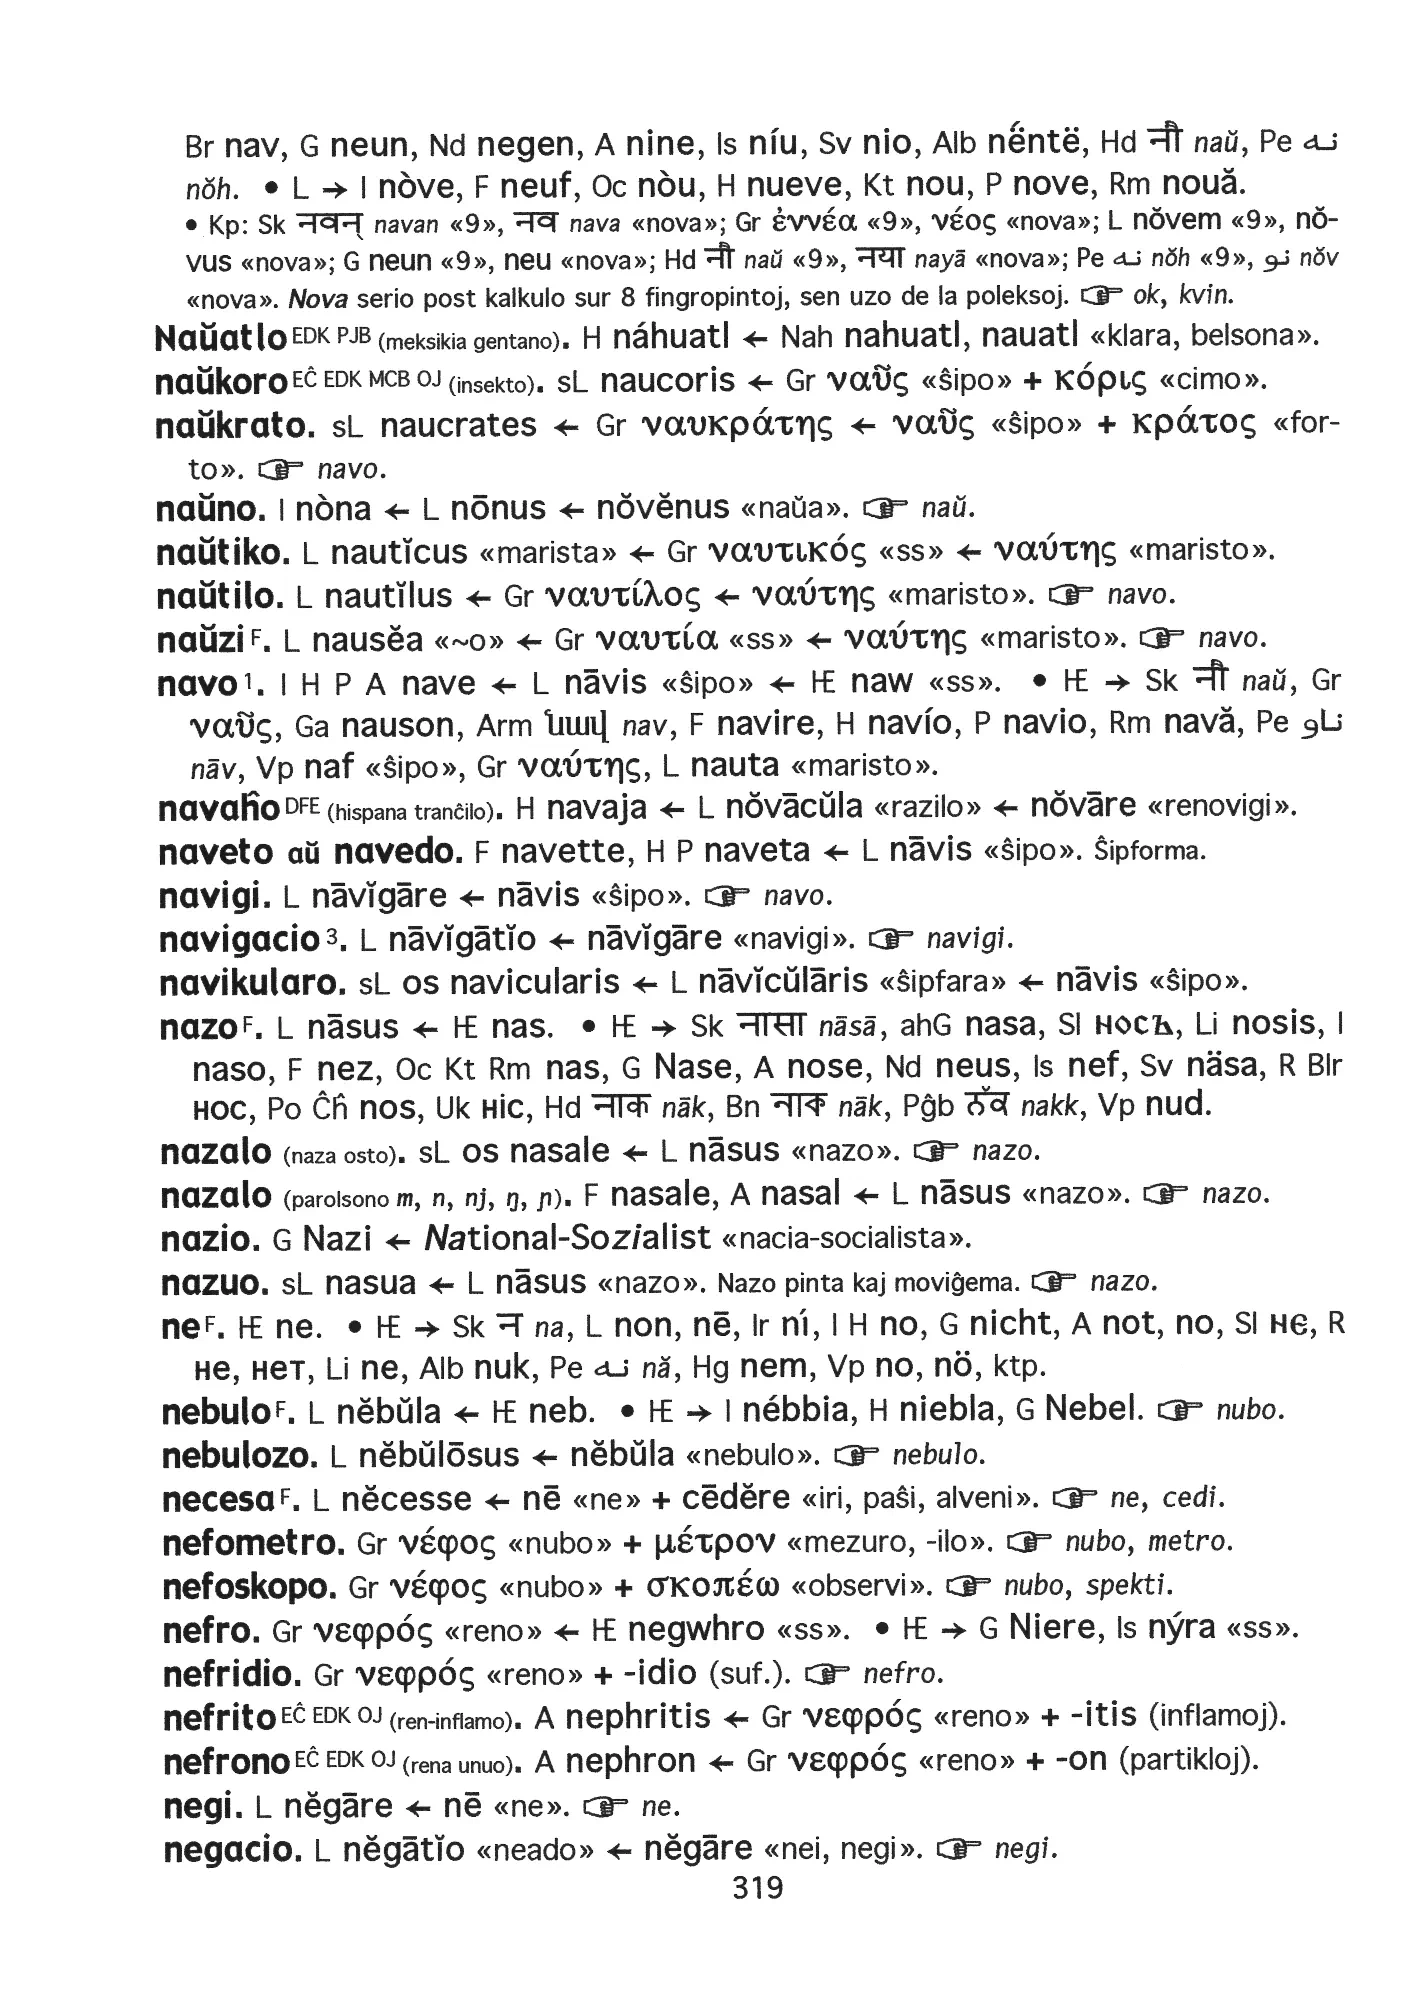 Br nav, G neun, Nd negen, A nine, Is níu, Sv nio, Alb nëntë, Hd नौ naŭ, Pe نه
nŏh. • L → I nòve, F neuf, Oc nòu, H nueve, Kt nou, P nove, Rm nouă.
• Kp: Sk नवन् navan «9», नव nava «nova»; Gr ἐννέα «9», νέος «nova»; L nŏvem «9», nŏ-
vus «nova»; G neun «9», neu «nova»; Hd नौ naŭ «9», नया nayā «nova»; Pe نه nŏh «9», نو nŏv
«nova». Nova serio post kalkulo sur 8 fingropintoj, sen uzo de la poleksoj. ☞ ok, kvin.
Naŭatlo EDK PJB (meksikia gentano). H náhuatl ← Nah nahuatl, nauatl «klara, belsona».
naŭkoro EĈ EDK MCB OJ (insekto). sL naucoris ← Gr ναῦς «ŝipo» + κόρις «cimo».
naŭkrato. sL naucrates ← Gr ναυκράτης ← ναῦς «ŝipo» + κράτος «for-
to». ☞ navo.
naŭno. I nòna ← L nōnus ← nŏvĕnus «naŭa». ☞ naŭ.
naŭtiko. L nautĭcus «marista» ← Gr ναυτικός «ss» ← ναύτης «maristo».
naŭtilo. L nautĭlus ← Gr ναυτίλος ← ναύτης «maristo». ☞ navo.
naŭzi F. L nausĕa «~o» ← Gr ναυτία «ss» ← ναύτης «maristo». ☞ navo.
navo 1. I H P A nave ← L nāvis «ŝipo» ← IE naw «ss». • IE → Sk नौ naŭ, Gr
ναῦς, Ga nauson, Arm նավ nav, F navire, H navío, P navio, Rm navă, Pe ناو
nāv, Vp naf «ŝipo», Gr ναύτης, L nauta «maristo».
navaĥo DFE (hispana tranĉilo). H navaja ← L nŏvācŭla «razilo» ← nŏvāre «renovigi».
naveto aŭ navedo. F navette, H P naveta ← L nāvis «ŝipo». Ŝipforma.
navigi. L nāvĭgāre ← nāvis «ŝipo». ☞ navo.
navigacio 3. L nāvĭgātĭo ← nāvĭgāre «navigi». ☞ navigi.
navikularo. sL os navicularis ← L nāvĭcŭlāris «ŝipfara» ← nāvis «ŝipo».
nazo F. L nāsus ← IE nas. • IE → Sk नासा nāsā, ahG nasa, Sl носъ, Li nosis, I
naso, F nez, Oc Kt Rm nas, G Nase, A nose, Nd neus, Is nef, Sv näsa, R Blr
нос, Po Ĉĥ nos, Uk ніс, Hd नाक nāk, Bn নাক nāk, Pĝb ਨੱਕ nakk, Vp nud.
nazalo (naza osto). sL os nasale ← L nāsus «nazo». ☞ nazo.
nazalo (parolsono m, n, nj, ŋ, ɲ). F nasale, A nasal ← L nāsus «nazo». ☞ nazo.
nazio. G Nazi ← National-Sozialist «nacia-socialista».
nazuo. sL nasua ← L nāsus «nazo». Nazo pinta kaj moviĝema. ☞ nazo.
ne F. IE ne. • IE → Sk न na, L non, nē, Ir ní, I H no, G nicht, A not, no, Sl не, R
не, нет, Li ne, Alb nuk, Pe نه nă, Hg nem, Vp no, nö, ktp.
nebulo F. L nĕbŭla ← IE neb. • IE → I nébbia, H niebla, G Nebel. ☞ nubo.
nebulozo. L nĕbŭlōsus ← nĕbŭla «nebulo». ☞ nebulo.
necesa F. L nĕcesse ← nē «ne» + cēdĕre «iri, paŝi, alveni». ☞ ne, cedi.
nefometro. Gr νέφος «nubo» + μέτρον «mezuro, -ilo». ☞ nubo, metro.
nefoskopo. Gr νέφος «nubo» + σκοπέω «observi». ☞ nubo, spekti.
nefro. Gr νεφρός «reno» ← IE negwhro «ss». • IE → G Niere, Is nýra «ss».
nefridio. Gr νεφρός «reno» + -idio (suf.). ☞ nefro.
nefrito EĈ EDK OJ (ren-inflamo). A nephritis ← Gr νεφρός «reno» + -itis (inflamoj).
nefrono EĈ EDK OJ (rena unuo). A nephron ← Gr νεφρός «reno» + -on (partikloj).
negi. L nĕgāre ← nē «ne». ☞ ne.
negacio. L nĕgātĭo «neado» ← nĕgāre «nei, negi». ☞ negi.
319